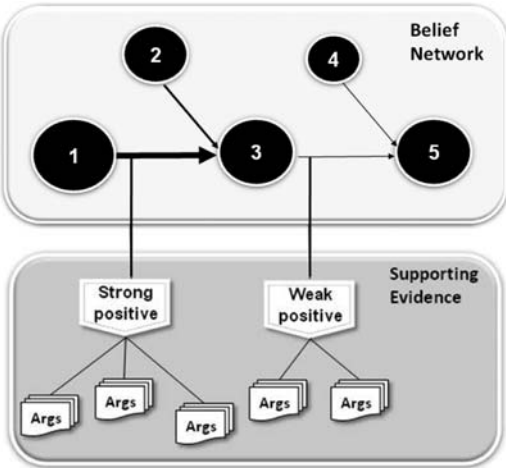 Belief
Network
2
4
1
3
5
Supporting
Evidence
Strong
positive
Weak
positive
Args
Args
Args
Args
Args